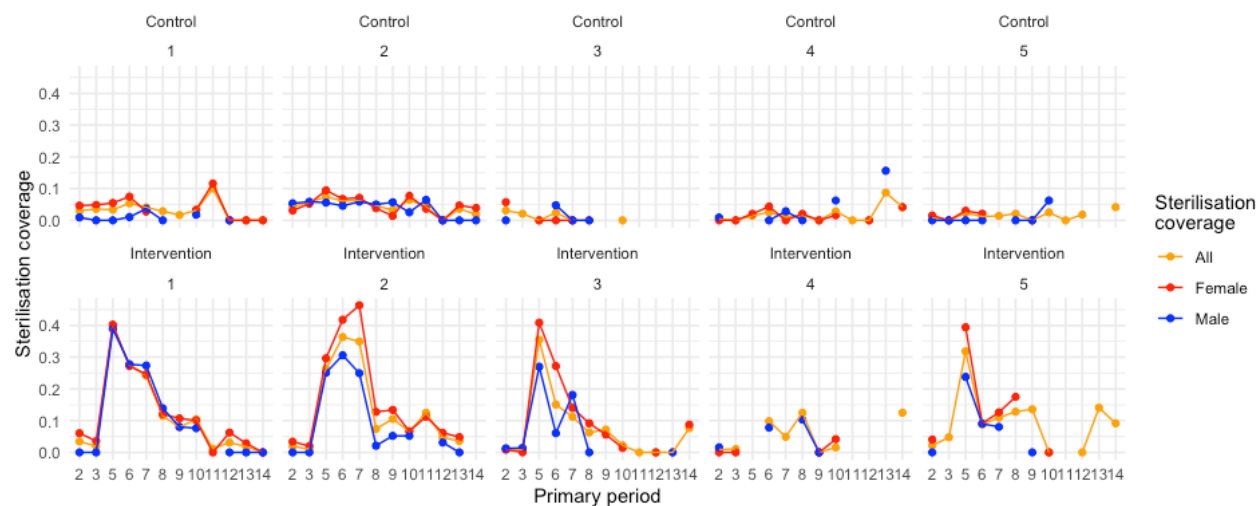 Control Control Control Control Control
1 2 3 4 5
0.4
0.3
0.2
0.1
0.0
Intervention Intervention Intervention Intervention Intervention
1 2 3 4 5
0.4
0.3
0.2
0.1
0.0
2 3 5 6 7 8 9 1011121314 2 3 5 6 7 8 9 1011121314 2 3 5 6 7 8 9 1011121314 2 3 5 6 7 8 9 1011121314 2 3 5 6 7 8 9 1011121314
Primary period
Sterilisation coverage
Sterilisation
coverage
All
Female
Male